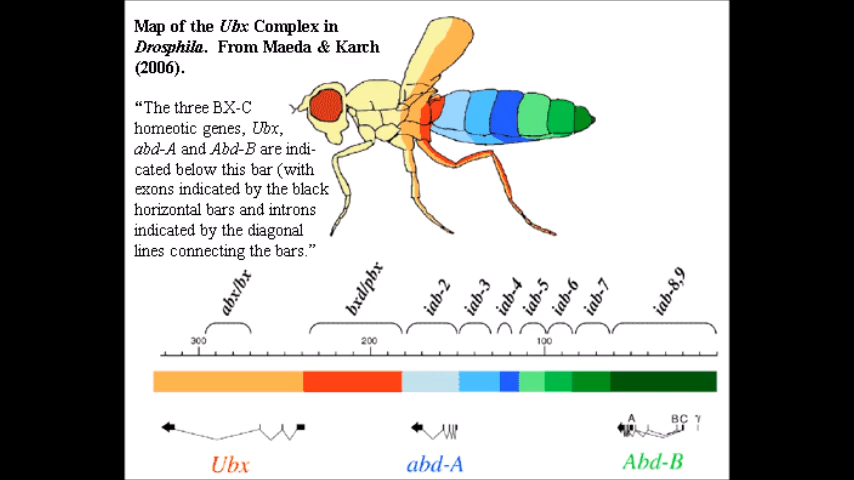 Map of the Ubx Complex in
Drosphila. From Maeda & Karch
(2006).
“The three BX-C
homeotic genes, Ubx,
abd-A and Abd-B are indi-
cated below this bar (with
exons indicated by the black
horizontal bars and introns
indicated by the diagonal
lines connecting the bars.”
abx/bx bxd/pbx iab-2 iab-3 iab-4 iab-5 iab-6 iab-7 iab-8,9
300 200 100
A B C γ
Ubx abd-A Abd-B